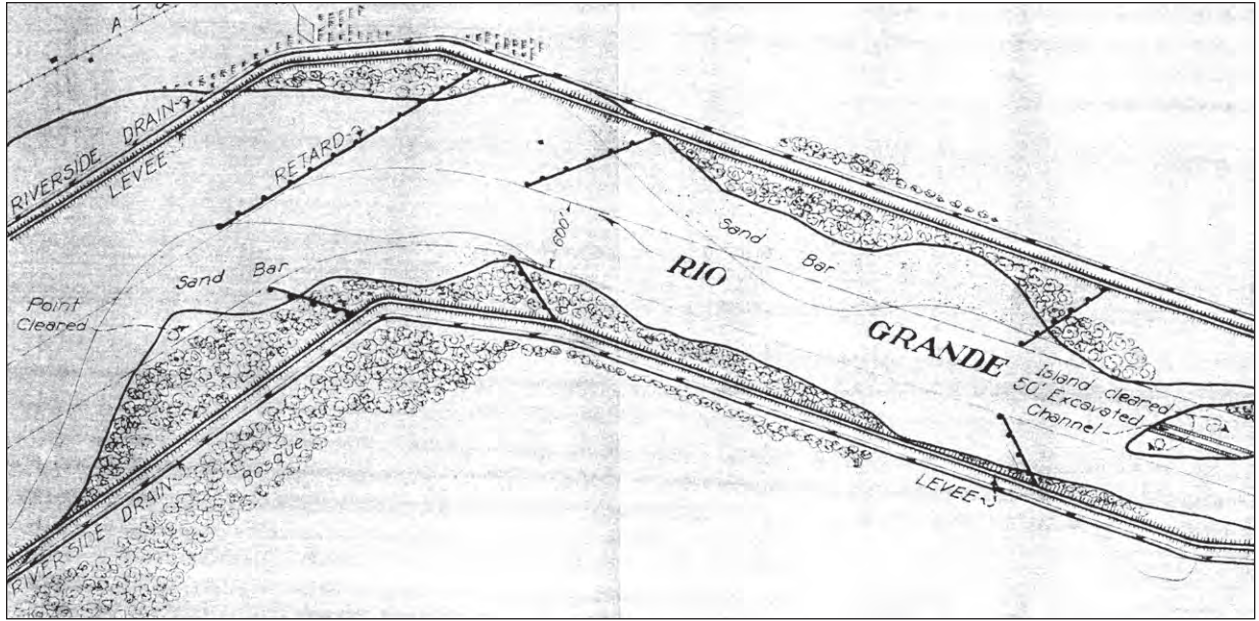 A T &
RIVERSIDE DRAIN
LEVEE
RETARD
600'
Sand Bar
RIO
GRANDE
Sand Bar
Point
Cleared
Island cleared
50' Excavated
Channel
LEVEE
RIVERSIDE DRAIN
Bosque